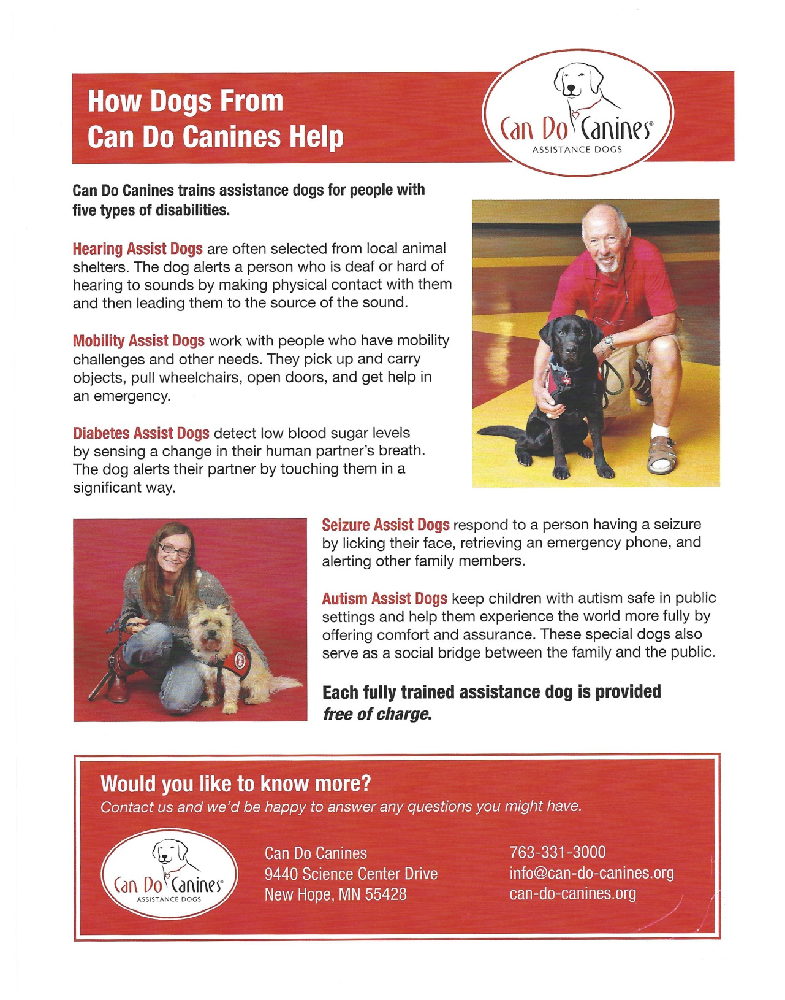 How Dogs From
Can Do Canines Help
Can Do Canines®
ASSISTANCE DOGS
Can Do Canines trains assistance dogs for people with
five types of disabilities.
Hearing Assist Dogs are often selected from local animal
shelters. The dog alerts a person who is deaf or hard of
hearing to sounds by making physical contact with them
and then leading them to the source of the sound.
Mobility Assist Dogs work with people who have mobility
challenges and other needs. They pick up and carry
objects, pull wheelchairs, open doors, and get help in
an emergency.
Diabetes Assist Dogs detect low blood sugar levels
by sensing a change in their human partner's breath.
The dog alerts their partner by touching them in a
significant way.
Seizure Assist Dogs respond to a person having a seizure
by licking their face, retrieving an emergency phone, and
alerting other family members.
Autism Assist Dogs keep children with autism safe in public
settings and help them experience the world more fully by
offering comfort and assurance. These special dogs also
serve as a social bridge between the family and the public.
Each fully trained assistance dog is provided
free of charge.
Would you like to know more?
Contact us and we'd be happy to answer any questions you might have.
Can Do Canines®
ASSISTANCE DOGS
Can Do Canines
9440 Science Center Drive
New Hope, MN 55428
763-331-3000
info@can-do-canines.org
can-do-canines.org